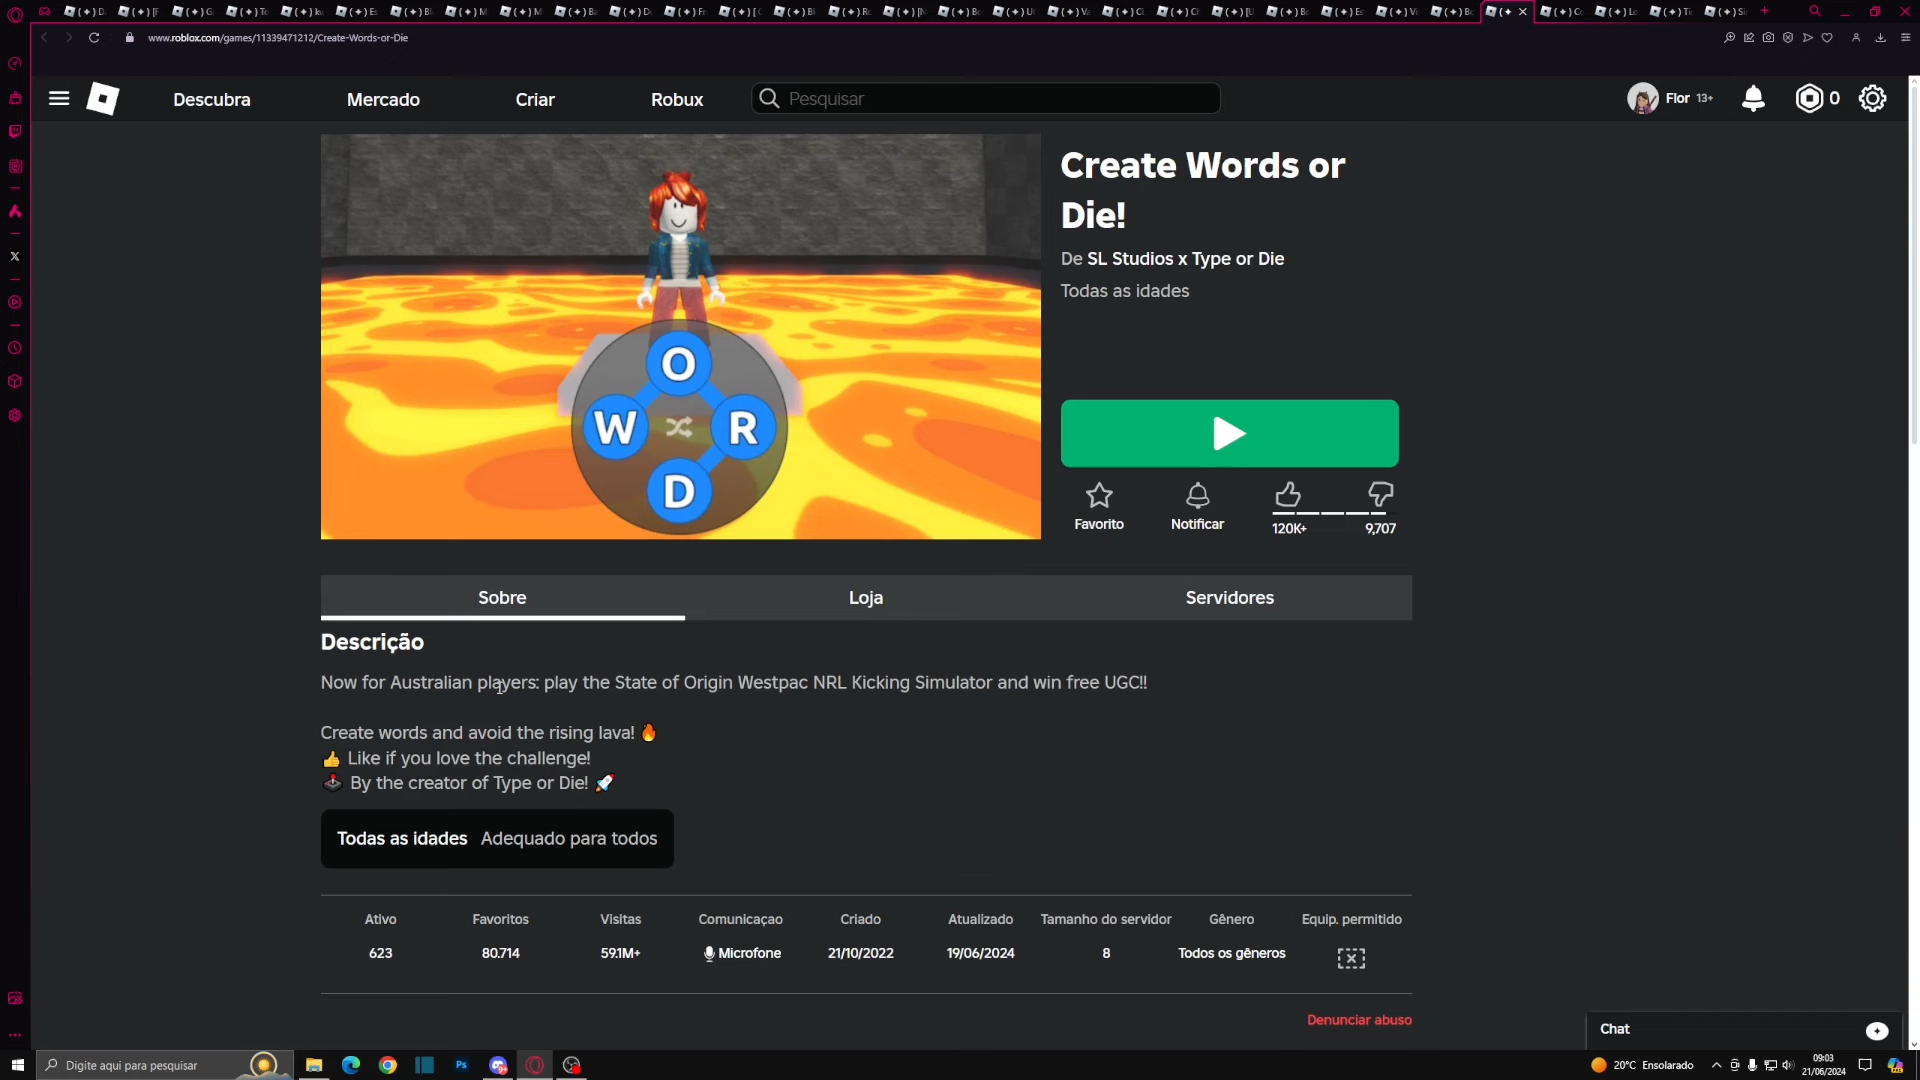 www.roblox.com/games/11339471212/Create-Words-or-Die
Descubra
Mercado
Criar
Robux
Pesquisar
Flor 13+
0
Create Words or
Die!
De SL Studios x Type or Die
Todas as idades
O
W
R
D
Favorito
Notificar
120K+
9,707
Sobre
Loja
Servidores
Descrição
Now for Australian players: play the State of Origin Westpac NRL Kicking Simulator and win free UGC!!
Create words and avoid the rising lava! 🔥
👍 Like if you love the challenge!
🕹️ By the creator of Type or Die! 🚀
Todas as idades Adequado para todos
Ativo
Favoritos
Visitas
Comunicaçao
Criado
Atualizado
Tamanho do servidor
Gênero
Equip. permitido
623
80.714
59.1M+
Microfone
21/10/2022
19/06/2024
8
Todos os gêneros
Denunciar abuso
Chat
Digite aqui para pesquisar
Ps
20°C Ensolarado
09:03
21/06/2024